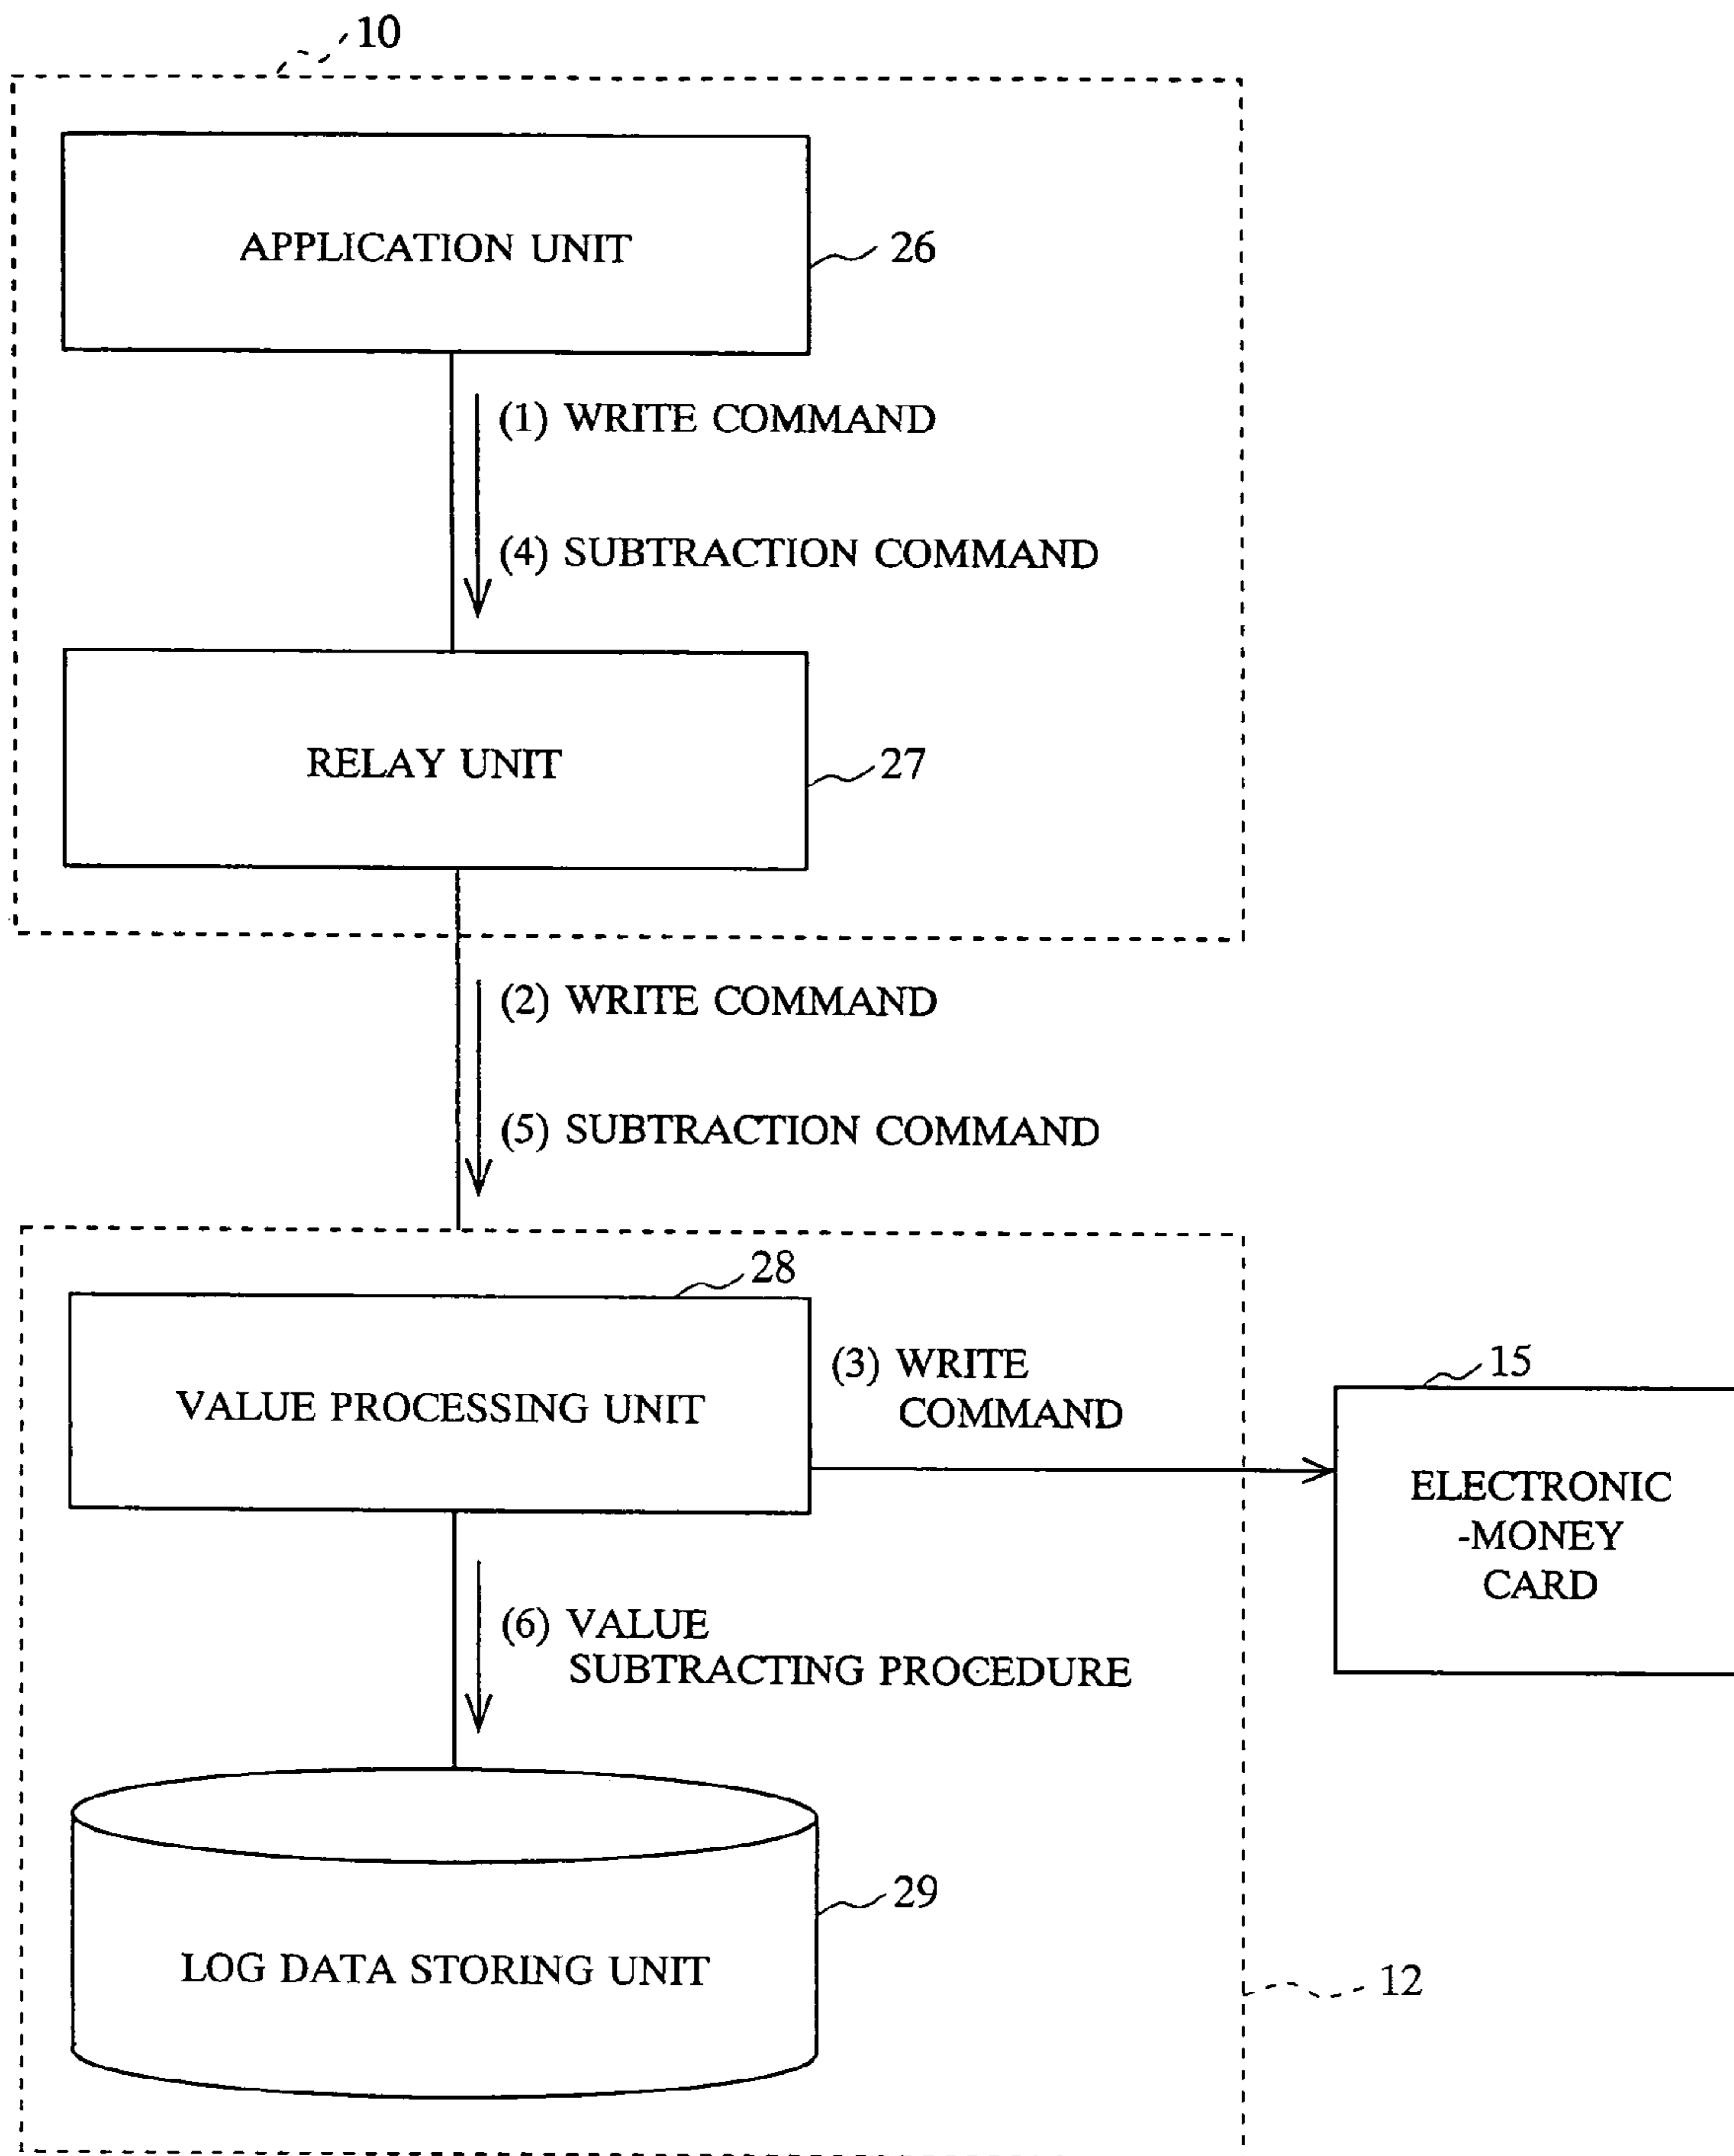 10
APPLICATION UNIT
26
(1) WRITE COMMAND
(4) SUBTRACTION COMMAND
RELAY UNIT
27
(2) WRITE COMMAND
(5) SUBTRACTION COMMAND
28
VALUE PROCESSING UNIT
(3) WRITE
COMMAND
15
ELECTRONIC
-MONEY
CARD
(6) VALUE
SUBTRACTING PROCEDURE
29
LOG DATA STORING UNIT
12